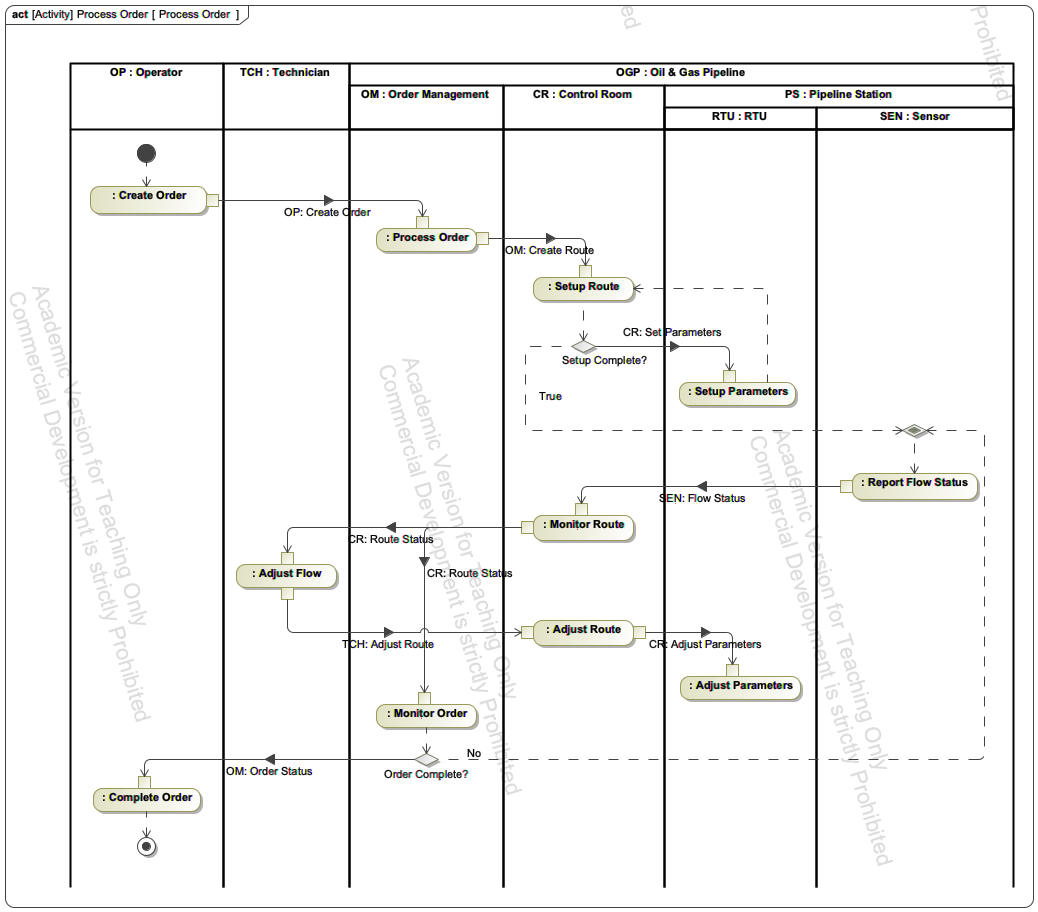 act [Activity] Process Order [ Process Order ]
OP : Operator
TCH : Technician
OGP : Oil & Gas Pipeline
OM : Order Management
CR : Control Room
PS : Pipeline Station
RTU : RTU
SEN : Sensor
: Create Order
OP: Create Order
: Process Order
OM: Create Route
: Setup Route
CR: Set Parameters
Setup Complete?
: Setup Parameters
True
: Report Flow Status
SEN: Flow Status
: Monitor Route
CR: Route Status
: Adjust Flow
CR: Route Status
: Adjust Route
TCH: Adjust Route
CR: Adjust Parameters
: Adjust Parameters
: Monitor Order
No
OM: Order Status
Order Complete?
: Complete Order
Academic Version for Teaching Only
Commercial Development is strictly Prohibited
Academic Version for Teaching Only
Commercial Development is strictly Prohibited
Academic Version for Teaching Only
Commercial Development is strictly Prohibited
ed
Prohibited